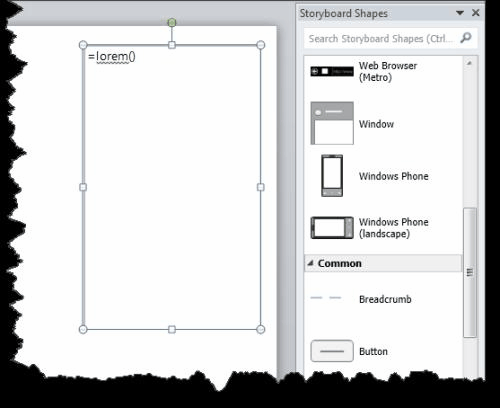 Storyboard Shapes
=lorem()
Search Storyboard Shapes (Ctrl...
Web Browser
(Metro)
Window
Windows Phone
Windows Phone
(landscape)
Common
Breadcrumb
Button